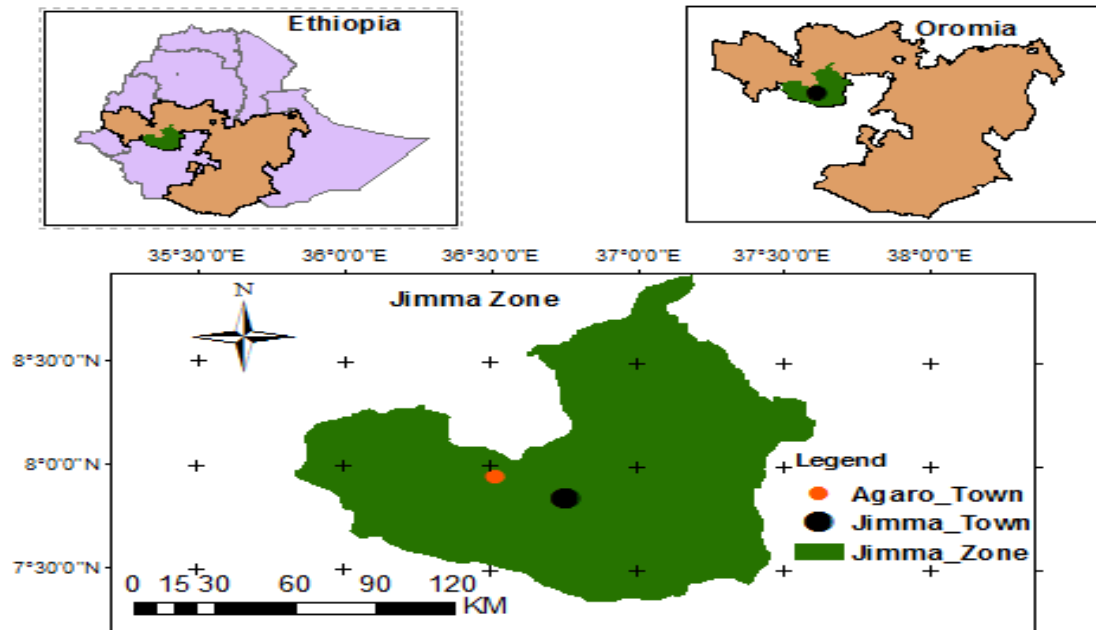 Ethiopia
Oromia
35°30'0"E 36°0'0"E 36°30'0"E 37°0'0"E 37°30'0"E 38°0'0"E
Jimma Zone
N
8°30'0"N
8°0'0"N
7°30'0"N
Legend
Agaro_Town
Jimma_Town
Jimma_Zone
0 15 30 60 90 120
KM